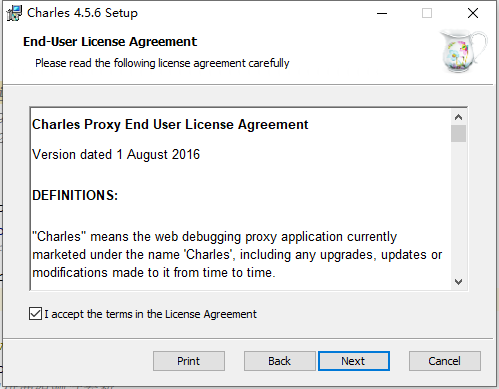 Charles 4.5.6 Setup
End-User License Agreement
Please read the following license agreement carefully
Charles Proxy End User License Agreement
Version dated 1 August 2016
DEFINITIONS:
"Charles" means the web debugging proxy application currently
marketed under the name 'Charles', including any upgrades, updates or
modifications made to it from time to time.
I accept the terms in the License Agreement
Print Back Next Cancel